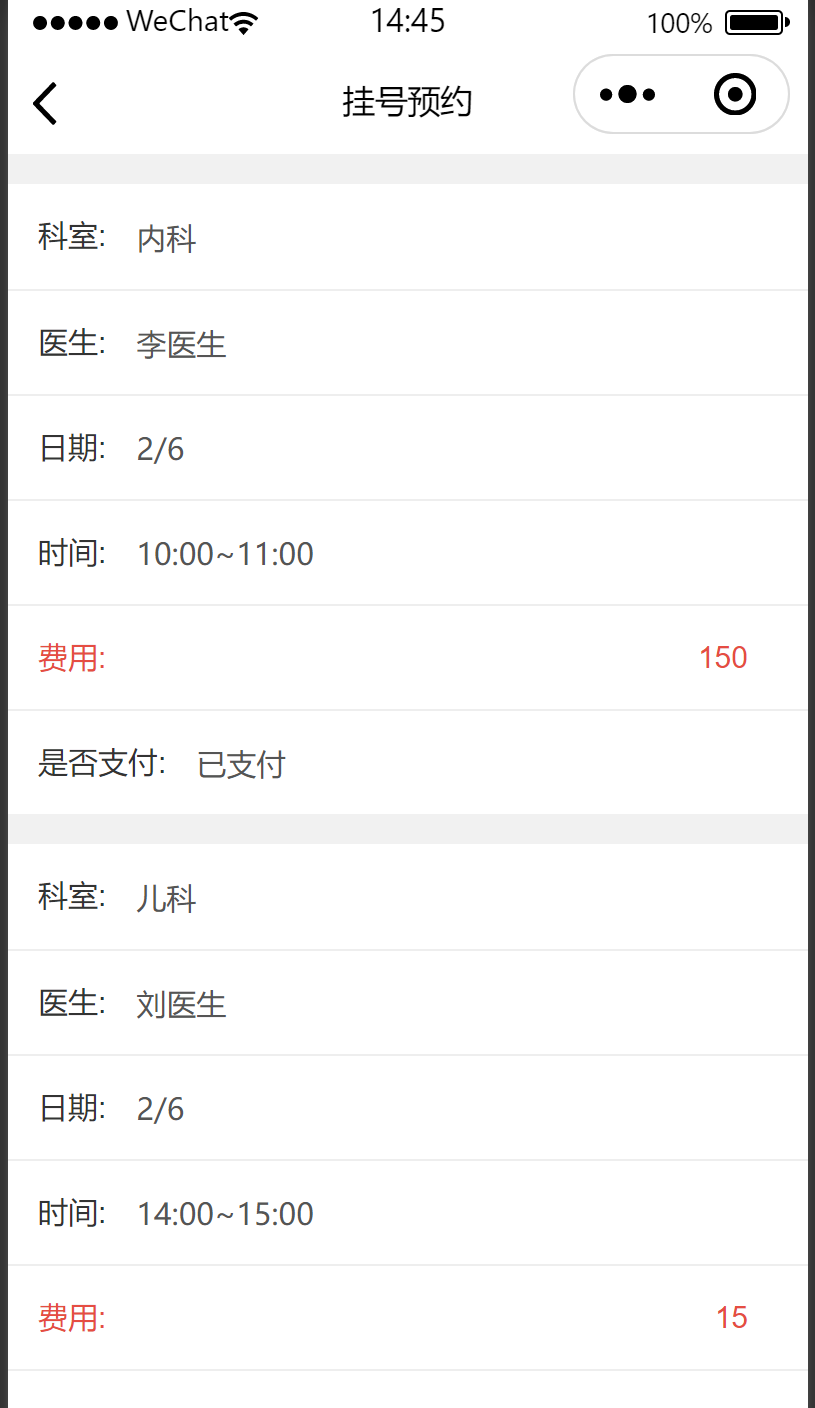 WeChat 14:45 100%
挂号预约
科室: 内科
医生: 李医生
日期: 2/6
时间: 10:00~11:00
费用: 150
是否支付: 已支付
科室: 儿科
医生: 刘医生
日期: 2/6
时间: 14:00~15:00
费用: 15